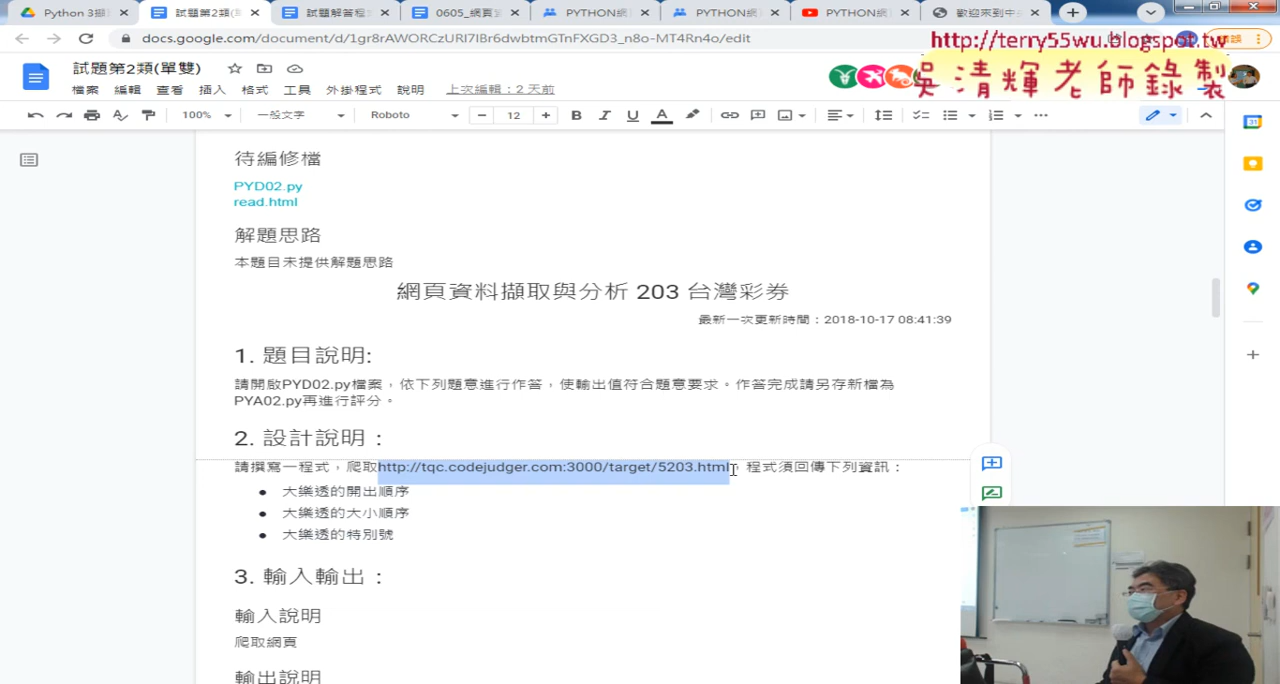 Python 3擷
試題第2類(單
試題解答程
0605_網頁
PYTHON網
PYTHON網
PYTHON網
歡迎來到中
docs.google.com/document/d/1gr8rAWORCzURI7IBr6dwbtmGTnFXGD3_n8o-MT4Rn4o/edit
http://terry55wu.blogspot.tw
吳清輝老師錄製
試題第2類(單雙)
檔案 編輯 查看 插入 格式 工具 外掛程式 說明 上次編輯：2 天前
100% 一般文字 Roboto 12 B I U A
待編修檔
PYD02.py
read.html
解題思路
本題目未提供解題思路
網頁資料擷取與分析 203 台灣彩券
最新一次更新時間：2018-10-17 08:41:39
1. 題目說明:
請開啟PYD02.py檔案，依下列題意進行作答，使輸出值符合題意要求。作答完成請另存新檔為
PYA02.py再進行評分。
2. 設計說明：
請撰寫一程式，爬取http://tqc.codejudger.com:3000/target/5203.html，程式須回傳下列資訊：
● 大樂透的開出順序
● 大樂透的大小順序
● 大樂透的特別號
3. 輸入輸出：
輸入說明
爬取網頁
輸出說明